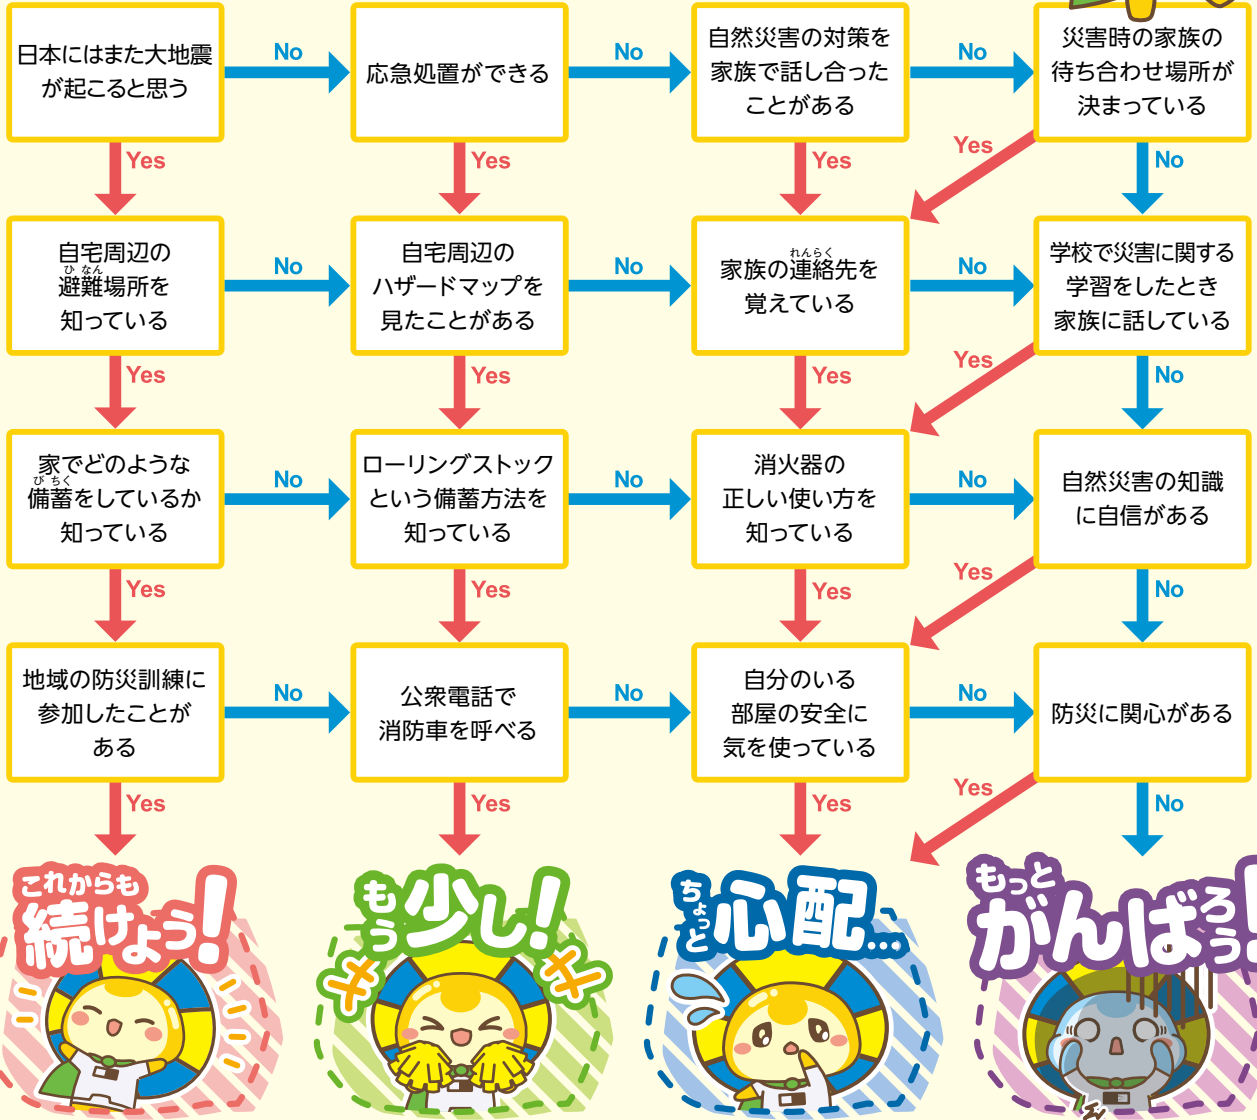 日本にはまた大地震
が起こると思う
No
応急処置ができる
No
自然災害の対策を
家族で話し合った
ことがある
No
災害時の家族の
待ち合わせ場所が
決まっている
Yes
Yes
Yes
Yes
No
自宅周辺の
ひ なん
避難場所を
知っている
No
自宅周辺の
ハザードマップを
見たことがある
No
れんらく
家族の連絡先を
覚えている
No
学校で災害に関する
学習をしたとき
家族に話している
Yes
Yes
Yes
Yes
No
家でどのような
び ちく
備蓄をしているか
知っている
No
ローリングストック
という備蓄方法を
知っている
No
消火器の
正しい使い方を
知っている
No
自然災害の知識
に自信がある
Yes
Yes
Yes
Yes
No
地域の防災訓練に
参加したことが
ある
No
公衆電話で
消防車を呼べる
No
自分のいる
部屋の安全に
気を使っている
No
防災に関心がある
Yes
Yes
Yes
Yes
No
これからも
続けよう!
もう少し!
ちょっと心配...
もっと
がんばろう!